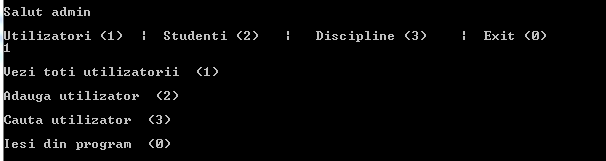 Salut admin
Utilizatori (1) | Studenti (2) | Discipline (3) | Exit (0)
1
Vezi toti utilizatorii (1)
Adauga utilizator (2)
Cauta utilizator (3)
Iesi din program (0)